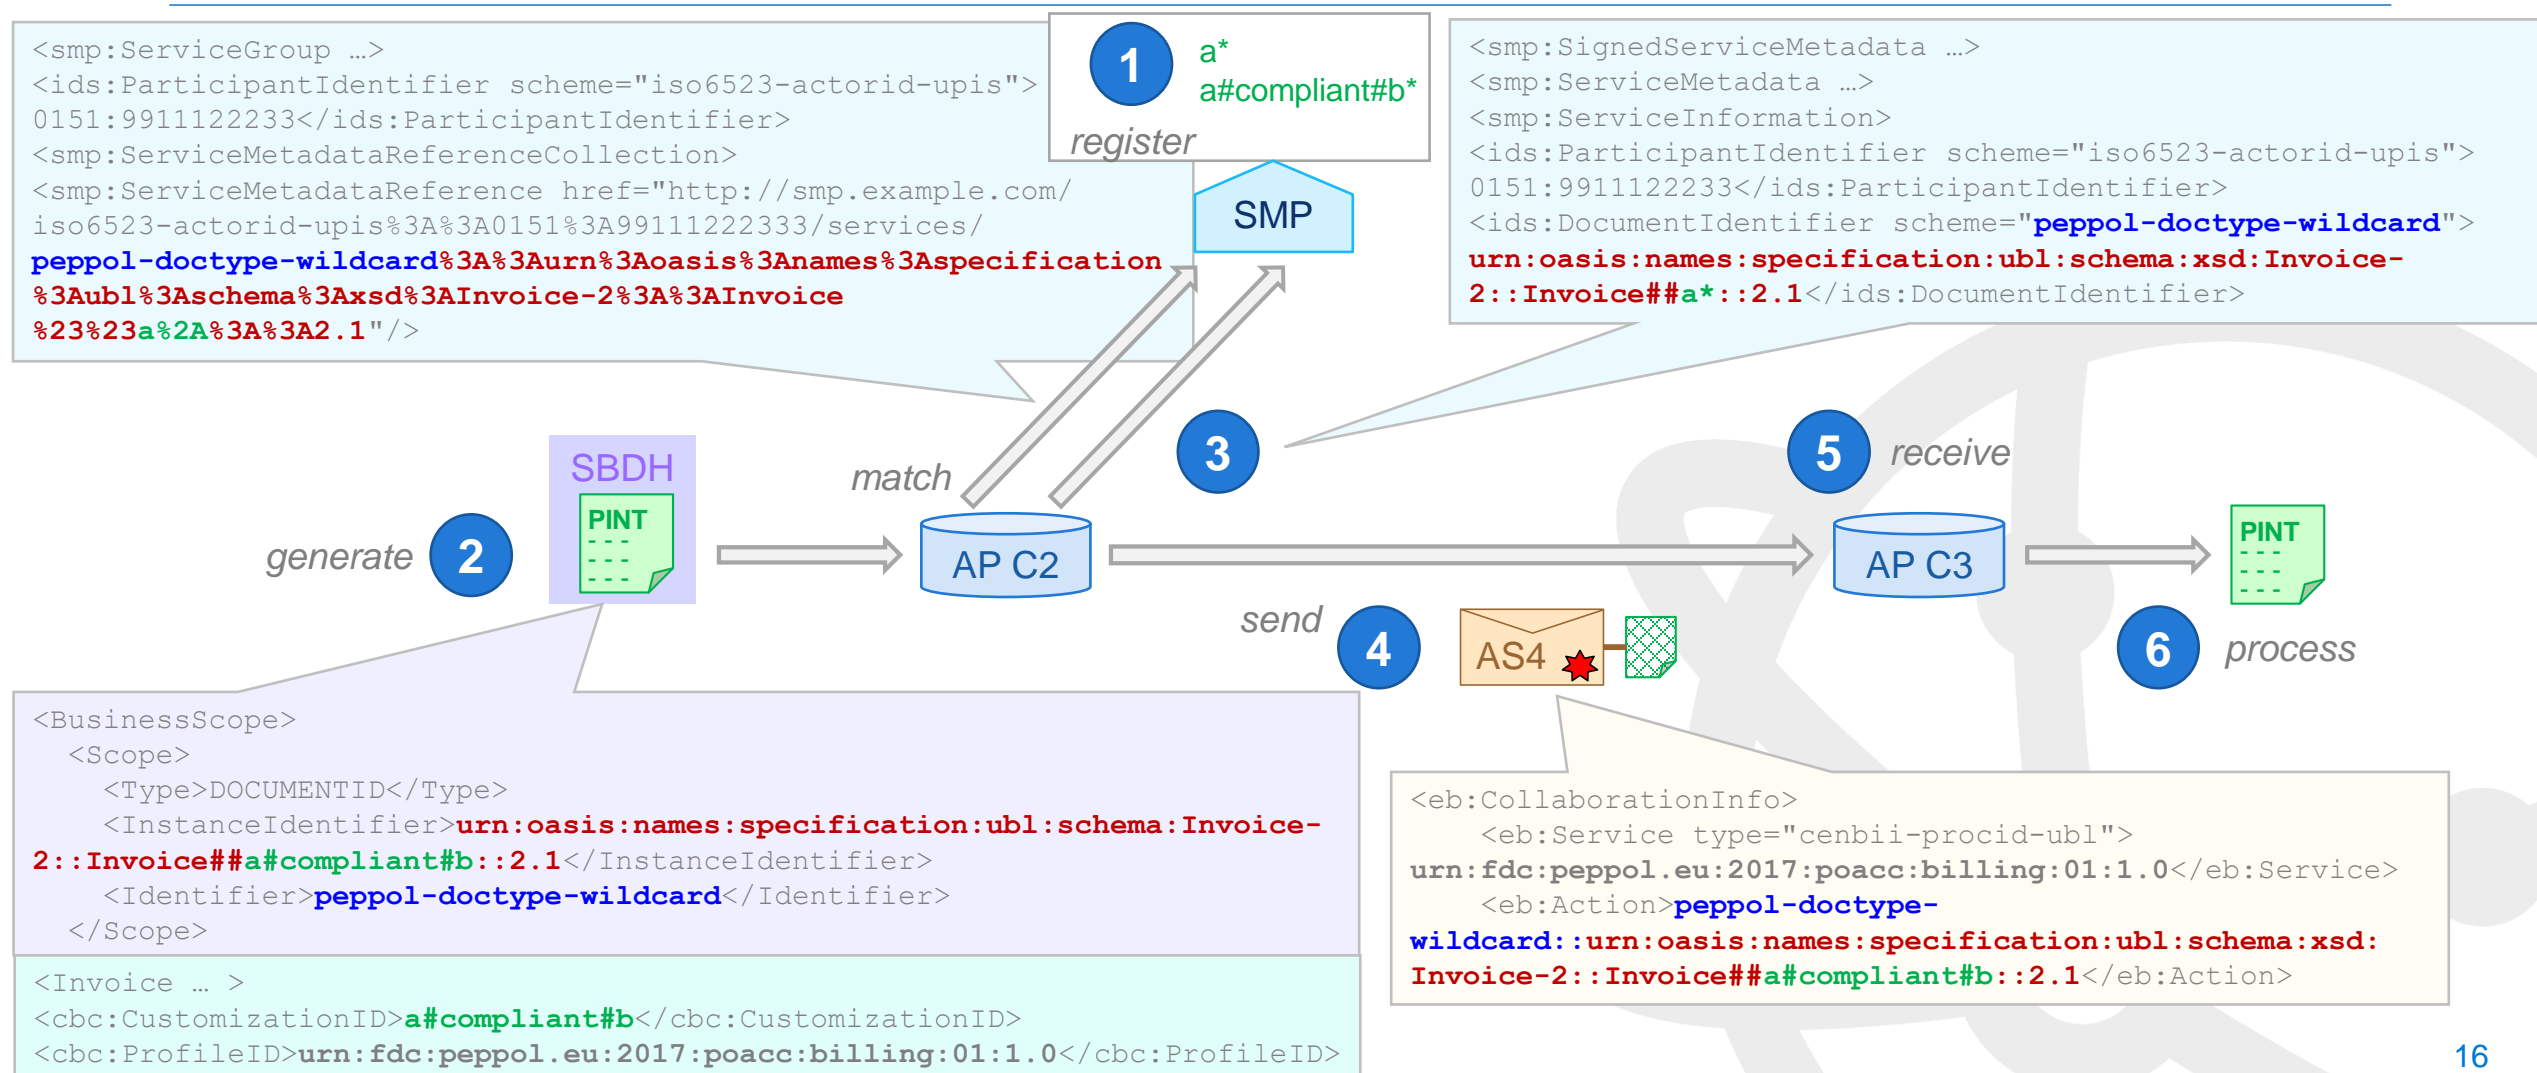 <smp:ServiceGroup …>
<ids:ParticipantIdentifier scheme="iso6523-actorid-upis">
0151:9911122233</ids:ParticipantIdentifier>
<smp:ServiceMetadataReferenceCollection>
<smp:ServiceMetadataReference href="http://smp.example.com/
iso6523-actorid-upis%3A%3A0151%3A99111222333/services/
peppol-doctype-wildcard%3A%3Aurn%3Aoasis%3Anames%3Aspecification
%3Aubl%3Aschema%3Axsd%3AInvoice-2%3A%3AInvoice
%23%23a%2A%3A%3A2.1"/>
1
a*
a#compliant#b*
register
SMP
<smp:SignedServiceMetadata …>
<smp:ServiceMetadata …>
<smp:ServiceInformation>
<ids:ParticipantIdentifier scheme="iso6523-actorid-upis">
0151:9911122233</ids:ParticipantIdentifier>
<ids:DocumentIdentifier scheme="peppol-doctype-wildcard">
urn:oasis:names:specification:ubl:schema:xsd:Invoice-
2::Invoice##a*::2.1</ids:DocumentIdentifier>
generate
2
SBDH
PINT
match
3
AP C2
5
receive
AP C3
PINT
send
4
AS4
6
process
<BusinessScope>
<Scope>
<Type>DOCUMENTID</Type>
<InstanceIdentifier>urn:oasis:names:specification:ubl:schema:Invoice-
2::Invoice##a#compliant#b::2.1</InstanceIdentifier>
<Identifier>peppol-doctype-wildcard</Identifier>
</Scope>
<Invoice … >
<cbc:CustomizationID>a#compliant#b</cbc:CustomizationID>
<cbc:ProfileID>urn:fdc:peppol.eu:2017:poacc:billing:01:1.0</cbc:ProfileID>
<eb:CollaborationInfo>
<eb:Service type="cenbii-procid-ubl">
urn:fdc:peppol.eu:2017:poacc:billing:01:1.0</eb:Service>
<eb:Action>peppol-doctype-
wildcard::urn:oasis:names:specification:ubl:schema:xsd:
Invoice-2::Invoice##a#compliant#b::2.1</eb:Action>
16